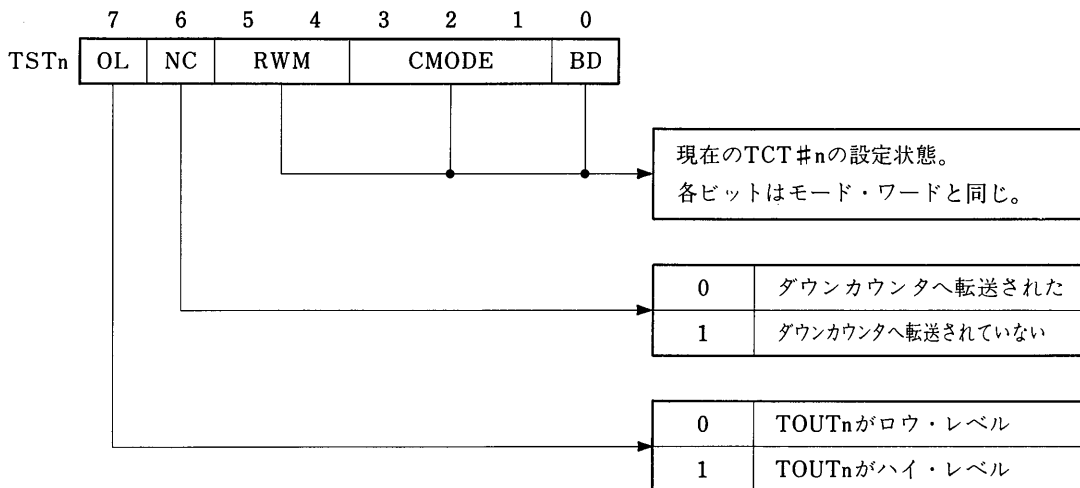 7 6 5 4 3 2 1 0
TSTn OL NC RWM CMODE BD
現在のTCT♯nの設定状態。
各ビットはモード・ワードと同じ。
0 ダウンカウンタへ転送された
1 ダウンカウンタへ転送されていない
0 TOUTnがロウ・レベル
1 TOUTnがハイ・レベル